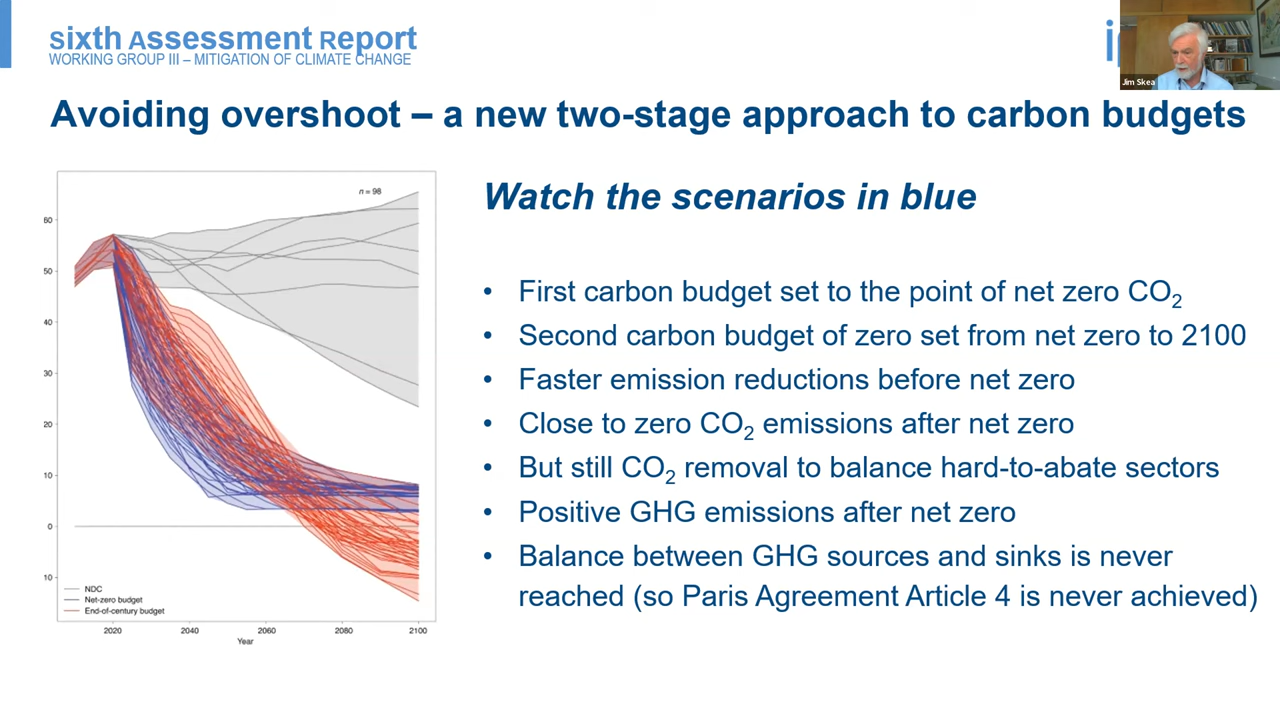 Sixth Assessment Report
WORKING GROUP III – MITIGATION OF CLIMATE CHANGE
Jim Skea
Avoiding overshoot – a new two-stage approach to carbon budgets
n = 98
60
50
40
30
20
10
0
10
NDC
Net-zero budget
End-of-century budget
2020
2040
2060
2080
2100
Year
Watch the scenarios in blue
• First carbon budget set to the point of net zero CO₂
• Second carbon budget of zero set from net zero to 2100
• Faster emission reductions before net zero
• Close to zero CO₂ emissions after net zero
• But still CO₂ removal to balance hard-to-abate sectors
• Positive GHG emissions after net zero
• Balance between GHG sources and sinks is never
reached (so Paris Agreement Article 4 is never achieved)